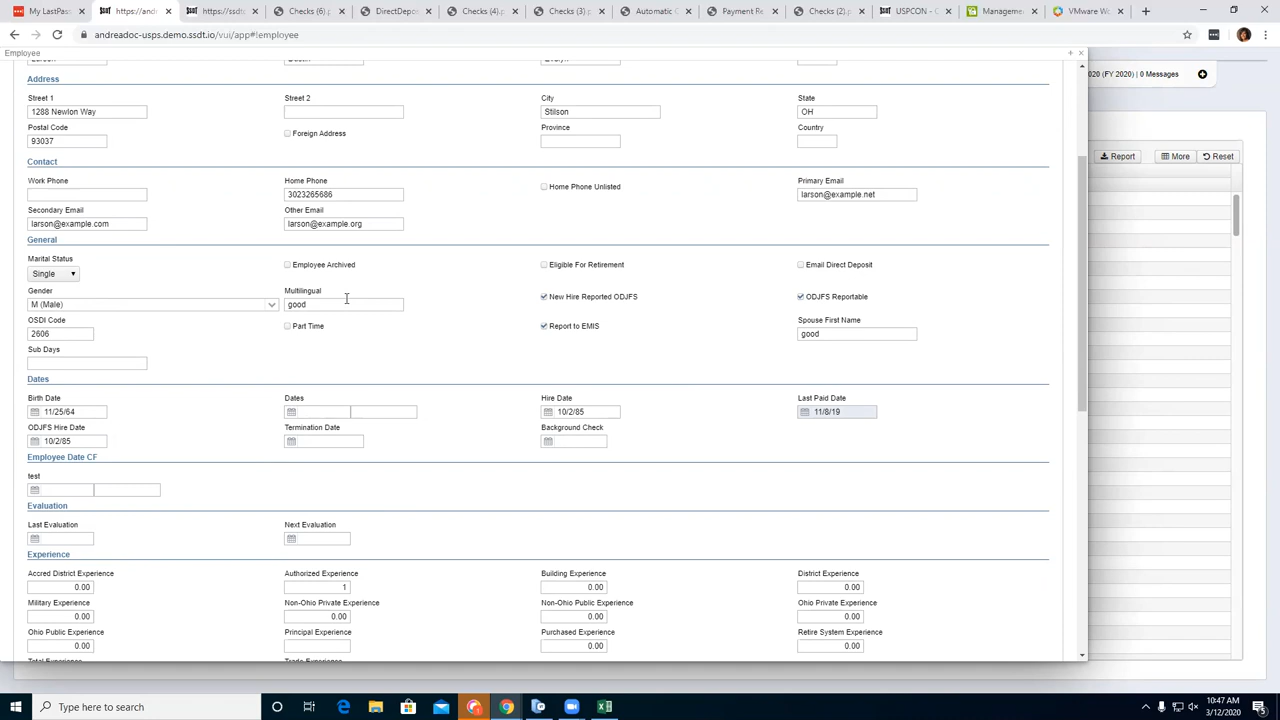 My LastPass
https://andre
https://ssdt
Checks (6).p
DirectDepos
Checks (4).p
Checks (3).p
Automatic C
Payment Re
Checks (2).p
USPCON - C
Manageme
VMware Wo
andreadoc-usps.demo.ssdt.io/vui/app#!employee
Employee
020 (FY 2020) | 0 Messages
Address
Street 1 Street 2 City State
1288 Newlon Way Stilson OH
Postal Code Foreign Address Province Country
93037
Report More Reset
Contact
Work Phone Home Phone Home Phone Unlisted Primary Email
3023265686 larson@example.net
Secondary Email Other Email
larson@example.com larson@example.org
General
Marital Status Employee Archived Eligible For Retirement Email Direct Deposit
Single
Gender Multilingual New Hire Reported ODJFS ODJFS Reportable
M (Male) good
OSDI Code Part Time Report to EMIS Spouse First Name
2606 good
Sub Days
Dates
Birth Date Dates Hire Date Last Paid Date
11/25/64 10/2/85 11/8/19
ODJFS Hire Date Termination Date Background Check
10/2/85
Employee Date CF
test
Evaluation
Last Evaluation Next Evaluation
Experience
Accred District Experience Authorized Experience Building Experience District Experience
0.00 1 0.00 0.00
Military Experience Non-Ohio Private Experience Non-Ohio Public Experience Ohio Private Experience
0.00 0.00 0.00 0.00
Ohio Public Experience Principal Experience Purchased Experience Retire System Experience
0.00 0.00 0.00
Total Experience Trade Experience
Type here to search
10:47 AM
3/12/2020